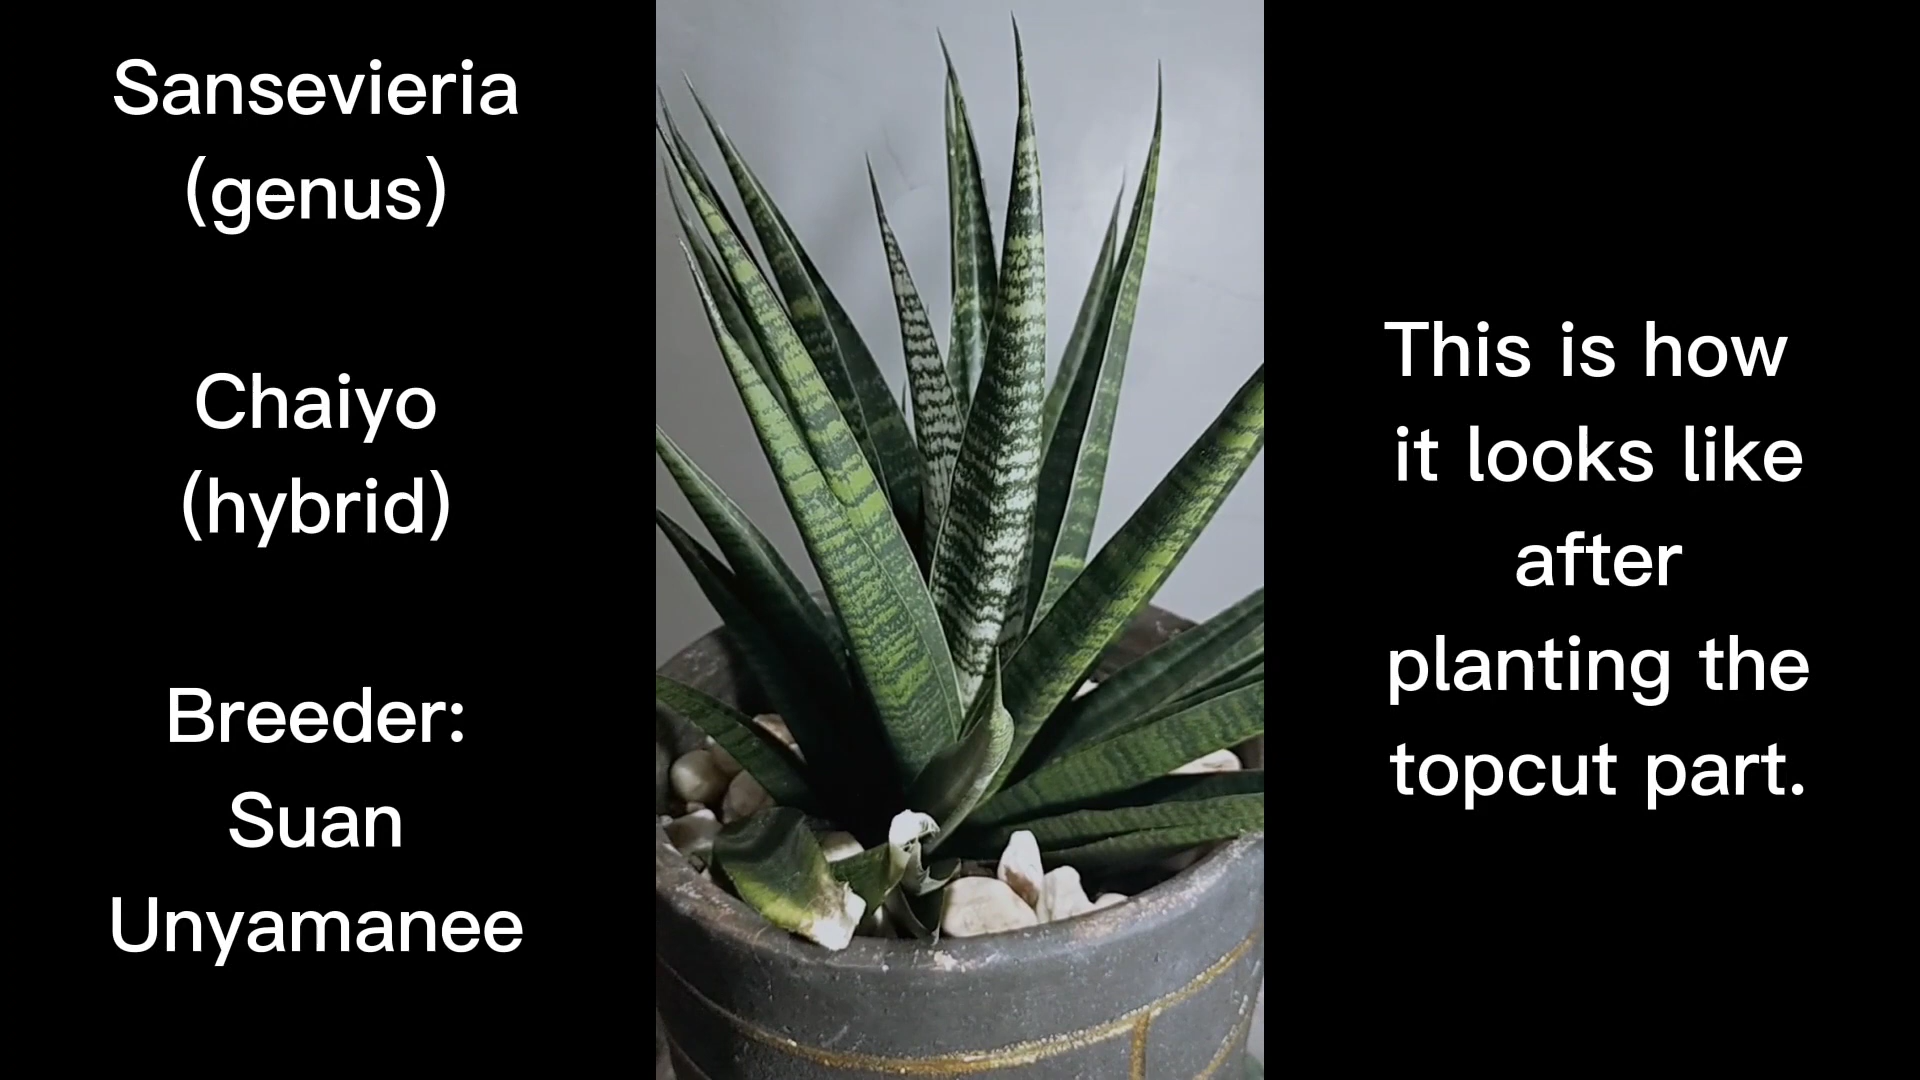 Sansevieria
(genus)
Chaiyo
(hybrid)
Breeder:
Suan
Unyamanee
This is how
it looks like
after
planting the
topcut part.